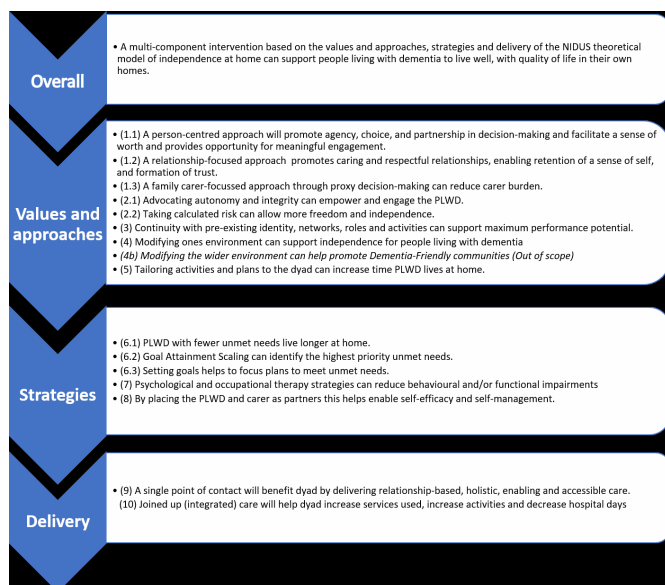 Overall
• A multi-component intervention based on the values and approaches, strategies and delivery of the NIDUS theoretical
model of independence at home can support people living with dementia to live well, with quality of life in their own
homes.
Values and
approaches
• (1.1) A person-centred approach will promote agency, choice, and partnership in decision-making and facilitate a sense of
worth and provides opportunity for meaningful engagement.
• (1.2) A relationship-focused approach promotes caring and respectful relationships, enabling retention of a sense of self,
and formation of trust.
• (1.3) A family carer-focussed approach through proxy decision-making can reduce carer burden.
• (2.1) Advocating autonomy and integrity can empower and engage the PLWD.
• (2.2) Taking calculated risk can allow more freedom and independence.
• (3) Continuity with pre-existing identity, networks, roles and activities can support maximum performance potential.
• (4) Modifying ones environment can support independence for people living with dementia
• (4b) Modifying the wider environment can help promote Dementia-Friendly communities (Out of scope)
• (5) Tailoring activities and plans to the dyad can increase time PLWD lives at home.
Strategies
• (6.1) PLWD with fewer unmet needs live longer at home.
• (6.2) Goal Attainment Scaling can identify the highest priority unmet needs.
• (6.3) Setting goals helps to focus plans to meet unmet needs.
• (7) Psychological and occupational therapy strategies can reduce behavioural and/or functional impairments
• (8) By placing the PLWD and carer as partners this helps enable self-efficacy and self-management.
Delivery
• (9) A single point of contact will benefit dyad by delivering relationship-based, holistic, enabling and accessible care.
(10) Joined up (integrated) care will help dyad increase services used, increase activities and decrease hospital days